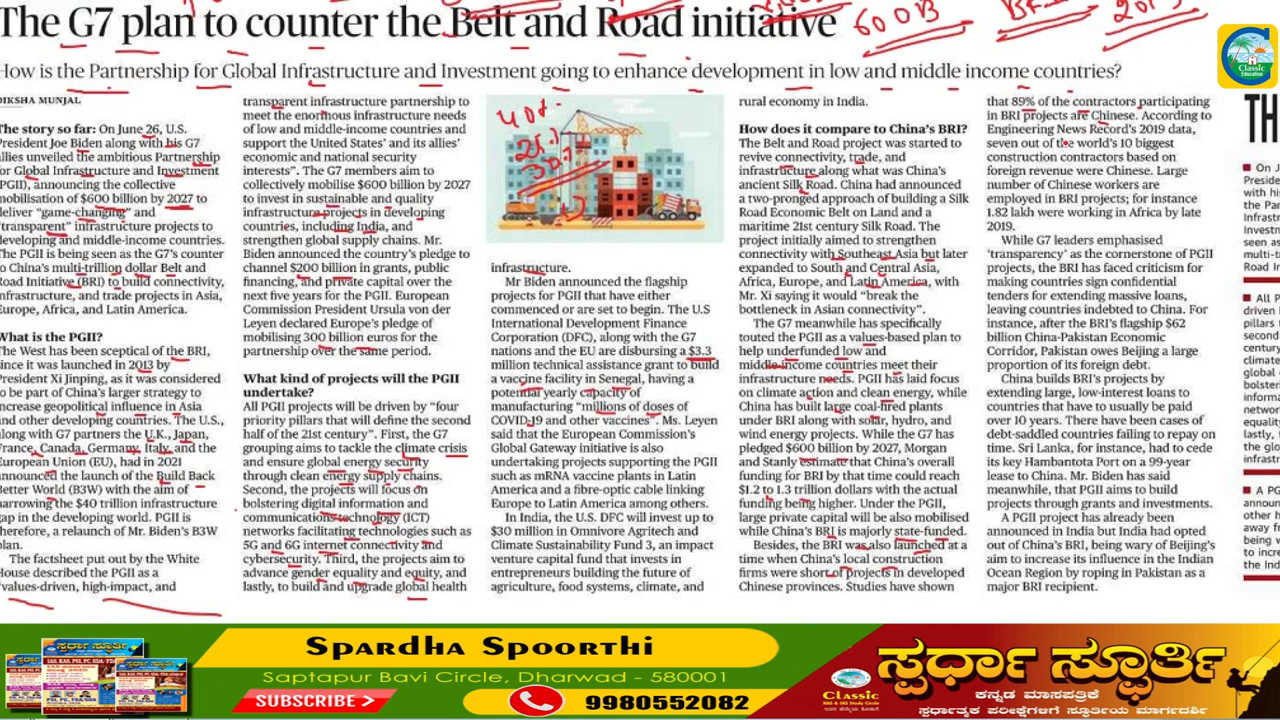 The G7 plan to counter the Belt and Road initiative
600B
2013
Classic
Education
How is the Partnership for Global Infrastructure and Investment going to enhance development in low and middle income countries?
DIKSHA MUNJAL
The story so far: On June 26, U.S.
President Joe Biden along with his G7
allies unveiled the ambitious Partnership
for Global Infrastructure and Investment
(PGII), announcing the collective
mobilisation of $600 billion by 2027 to
deliver “game-changing” and
“transparent” infrastructure projects to
developing and middle-income countries.
The PGII is being seen as the G7’s counter
to China’s multi-trillion dollar Belt and
Road Initiative (BRI) to build connectivity,
infrastructure, and trade projects in Asia,
Europe, Africa, and Latin America.
What is the PGII?
The West has been sceptical of the BRI,
since it was launched in 2013 by
President Xi Jinping, as it was considered
to be part of China’s larger strategy to
increase geopolitical influence in Asia
and other developing countries. The U.S.,
along with G7 partners the U.K., Japan,
France, Canada, Germany, Italy, and the
European Union (EU), had in 2021
announced the launch of the Build Back
Better World (B3W) with the aim of
narrowing the $40 trillion infrastructure
gap in the developing world. PGII is
therefore, a relaunch of Mr. Biden’s B3W
plan.
The factsheet put out by the White
House described the PGII as a
“values-driven, high-impact, and
transparent infrastructure partnership to
meet the enormous infrastructure needs
of low and middle-income countries and
support the United States’ and its allies’
economic and national security
interests”. The G7 members aim to
collectively mobilise $600 billion by 2027
to invest in sustainable and quality
infrastructure projects in developing
countries, including India, and
strengthen global supply chains. Mr.
Biden announced the country’s pledge to
channel $200 billion in grants, public
financing, and private capital over the
next five years for the PGII. European
Commission President Ursula von der
Leyen declared Europe’s pledge of
mobilising 300 billion euros for the
partnership over the same period.
What kind of projects will the PGII
undertake?
All PGII projects will be driven by “four
priority pillars that will define the second
half of the 21st century”. First, the G7
grouping aims to tackle the climate crisis
and ensure global energy security
through clean energy supply chains.
Second, the projects will focus on
bolstering digital information and
communications technology (ICT)
networks facilitating technologies such as
5G and 6G internet connectivity and
cybersecurity. Third, the projects aim to
advance gender equality and equity, and
lastly, to build and upgrade global health
infrastructure.
Mr Biden announced the flagship
projects for PGII that have either
commenced or are set to begin. The U.S
International Development Finance
Corporation (DFC), along with the G7
nations and the EU are disbursing a $3.3
million technical assistance grant to build
a vaccine facility in Senegal, having a
potential yearly capacity of
manufacturing “millions of doses of
COVID-19 and other vaccines”. Ms. Leyen
said that the European Commission’s
Global Gateway initiative is also
undertaking projects supporting the PGII
such as mRNA vaccine plants in Latin
America and a fibre-optic cable linking
Europe to Latin America among others.
In India, the U.S. DFC will invest up to
$30 million in Omnivore Agritech and
Climate Sustainability Fund 3, an impact
venture capital fund that invests in
entrepreneurs building the future of
agriculture, food systems, climate, and
rural economy in India.
How does it compare to China’s BRI?
The Belt and Road project was started to
revive connectivity, trade, and
infrastructure along what was China’s
ancient Silk Road. China had announced
a two-pronged approach of building a Silk
Road Economic Belt on Land and a
maritime 21st century Silk Road. The
project initially aimed to strengthen
connectivity with Southeast Asia but later
expanded to South and Central Asia,
Africa, Europe, and Latin America, with
Mr. Xi saying it would “break the
bottleneck in Asian connectivity”.
The G7 meanwhile has specifically
touted the PGII as a values-based plan to
help underfunded low and
middle-income countries meet their
infrastructure needs. PGII has laid focus
on climate action and clean energy, while
China has built large coal-fired plants
under BRI along with solar, hydro, and
wind energy projects. While the G7 has
pledged $600 billion by 2027, Morgan
and Stanly estimate that China’s overall
funding for BRI by that time could reach
$1.2 to 1.3 trillion dollars with the actual
funding being higher. Under the PGII,
large private capital will be also mobilised
while China’s BRI is majorly state-funded.
Besides, the BRI was also launched at a
time when China’s local construction
firms were short of projects in developed
Chinese provinces. Studies have shown
that 89% of the contractors participating
in BRI projects are Chinese. According to
Engineering News Record’s 2019 data,
seven out of the world’s 10 biggest
construction contractors based on
foreign revenue were Chinese. Large
number of Chinese workers are
employed in BRI projects; for instance
1.82 lakh were working in Africa by late
2019.
While G7 leaders emphasised
‘transparency’ as the cornerstone of PGII
projects, the BRI has faced criticism for
making countries sign confidential
tenders for extending massive loans,
leaving countries indebted to China. For
instance, after the BRI’s flagship $62
billion China-Pakistan Economic
Corridor, Pakistan owes Beijing a large
proportion of its foreign debt.
China builds BRI’s projects by
extending large, low-interest loans to
countries that have to usually be paid
over 10 years. There have been cases of
debt-saddled countries failing to repay on
time. Sri Lanka, for instance, had to cede
its key Hambantota Port on a 99-year
lease to China. Mr. Biden has said
meanwhile, that PGII aims to build
projects through grants and investments.
A PGII project has already been
announced in India but India had opted
out of China’s BRI, being wary of Beijing’s
aim to increase its influence in the Indian
Ocean Region by roping in Pakistan as a
major BRI recipient.
TH
On J
Preside
with his
the Par
Infrastr
Investm
seen as
multi-t
Road I
All P
driven
pillars
second
century
climate
global
bolster
informa
networ
equality
lastly,
the glo
infrast
A PG
announ
other h
away f
being w
to incre
the Ind
Spardha Spoorthi
Saptapur Bavi Circle, Dharwad - 580001
SUBSCRIBE
9980552082
Classic
ಸ್ಪರ್ಧಾ ಸ್ಫೂರ್ತಿ
ಕನ್ನಡ ಮಾಸಪತ್ರಿಕೆ
ಸ್ಪರ್ಧಾತ್ಮಕ ಪರೀಕ್ಷೆಗಳಿಗೆ ಸ್ಫೂರ್ತಿಯ ಮಾರ್ಗದರ್ಶಿ